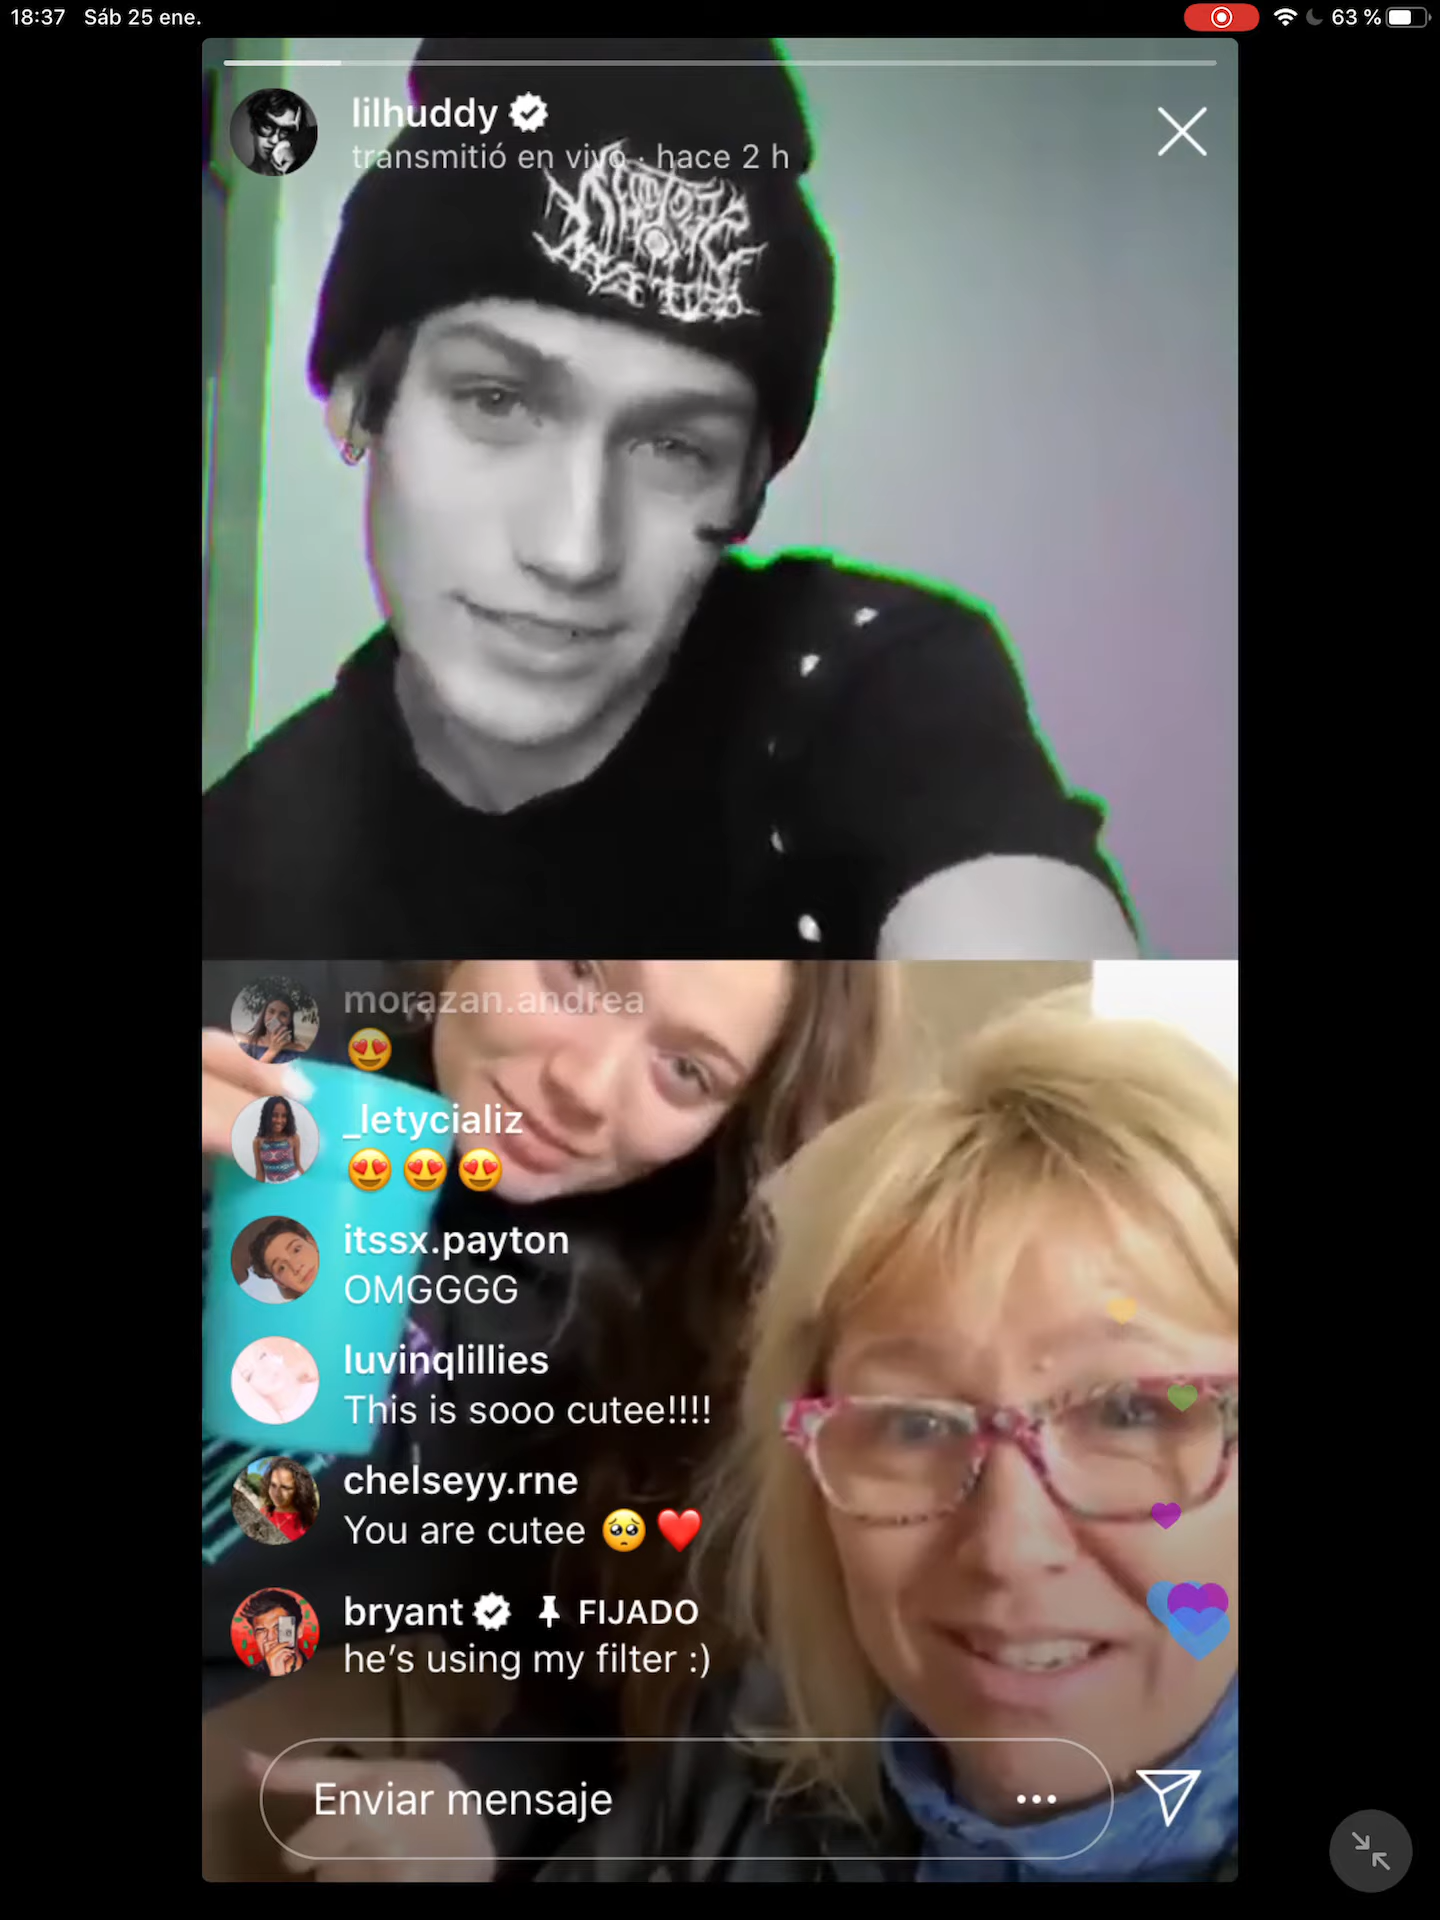 18:37 Sáb 25 ene.
63 %
lilhuddy
transmitió en vivo · hace 2 h
morazan.andrea
😍
_letycializ
😍😍😍
itssx.payton
OMGGGG
luvinqlillies
This is sooo cutee!!!!
chelseyy.rne
You are cutee 🥺❤️
bryant FIJADO
he's using my filter :)
Enviar mensaje